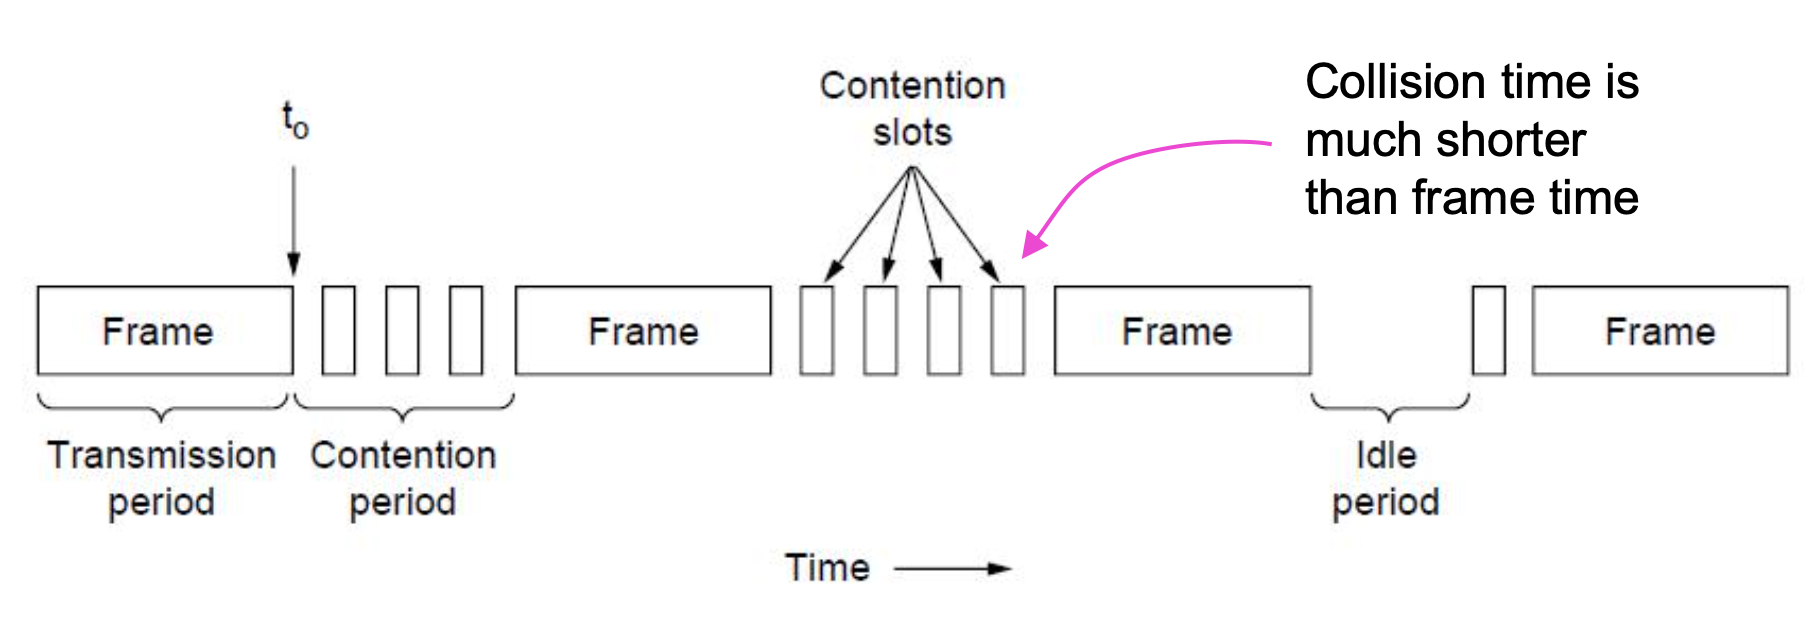 Contention
slots
Collision time is
much shorter
than frame time
to
Frame
Frame
Frame
Frame
Transmission
period
Contention
period
Idle
period
Time